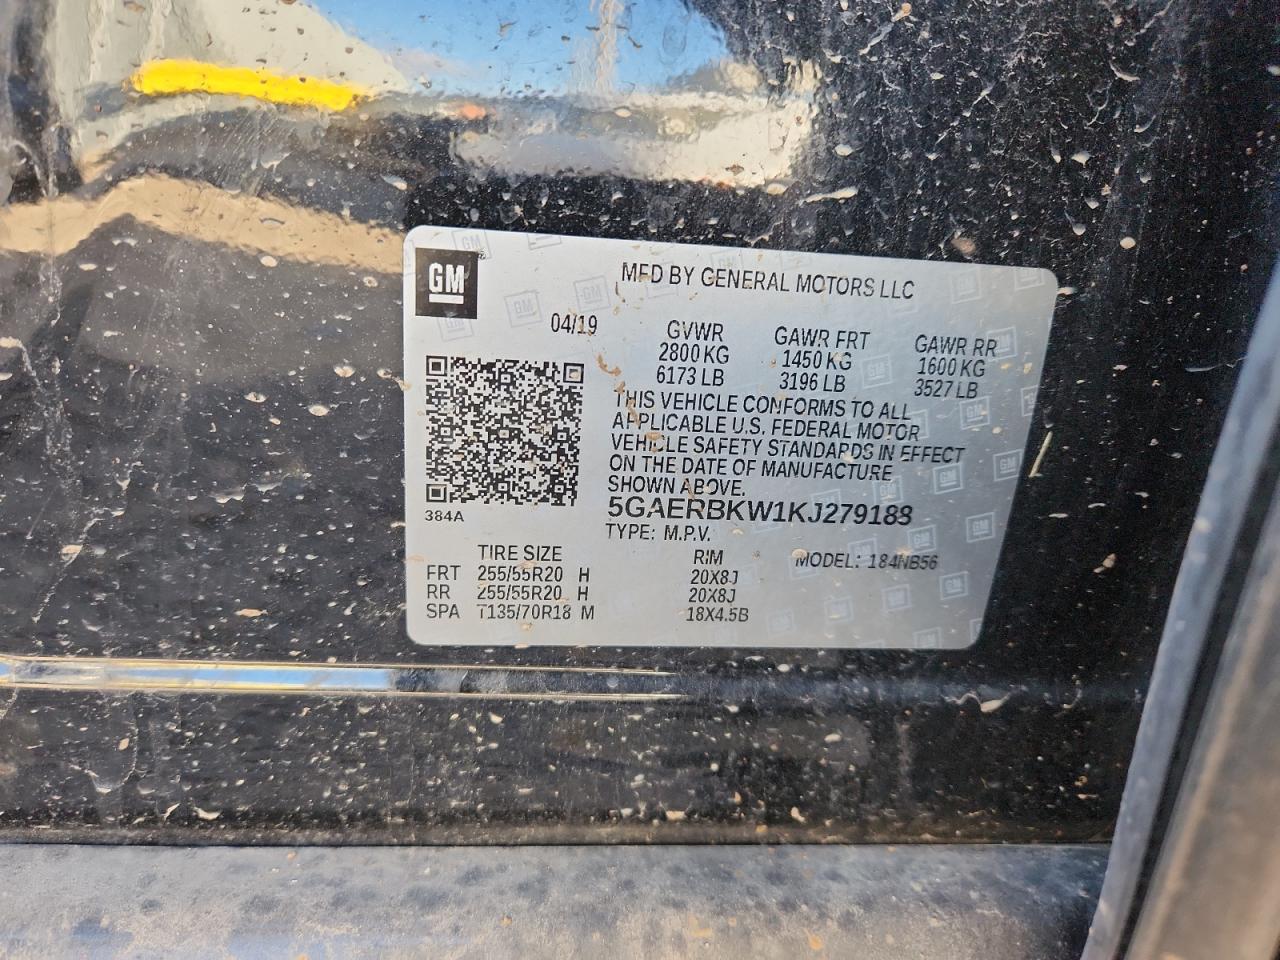 GM
MFD BY GENERAL MOTORS LLC
04/19
GVWR GAWR FRT GAWR RR
2800 KG 1450 KG 1600 KG
6173 LB 3196 LB 3527 LB
THIS VEHICLE CONFORMS TO ALL
APPLICABLE U.S. FEDERAL MOTOR
VEHICLE SAFETY STANDARDS IN EFFECT
ON THE DATE OF MANUFACTURE
SHOWN ABOVE.
5GAERBKW1KJ279188
384A
TYPE: M.P.V.
TIRE SIZE RIM MODEL: 184NB56
FRT 255/55R20 H 20X8J
RR 255/55R20 H 20X8J
SPA T135/70R18 M 18X4.5B